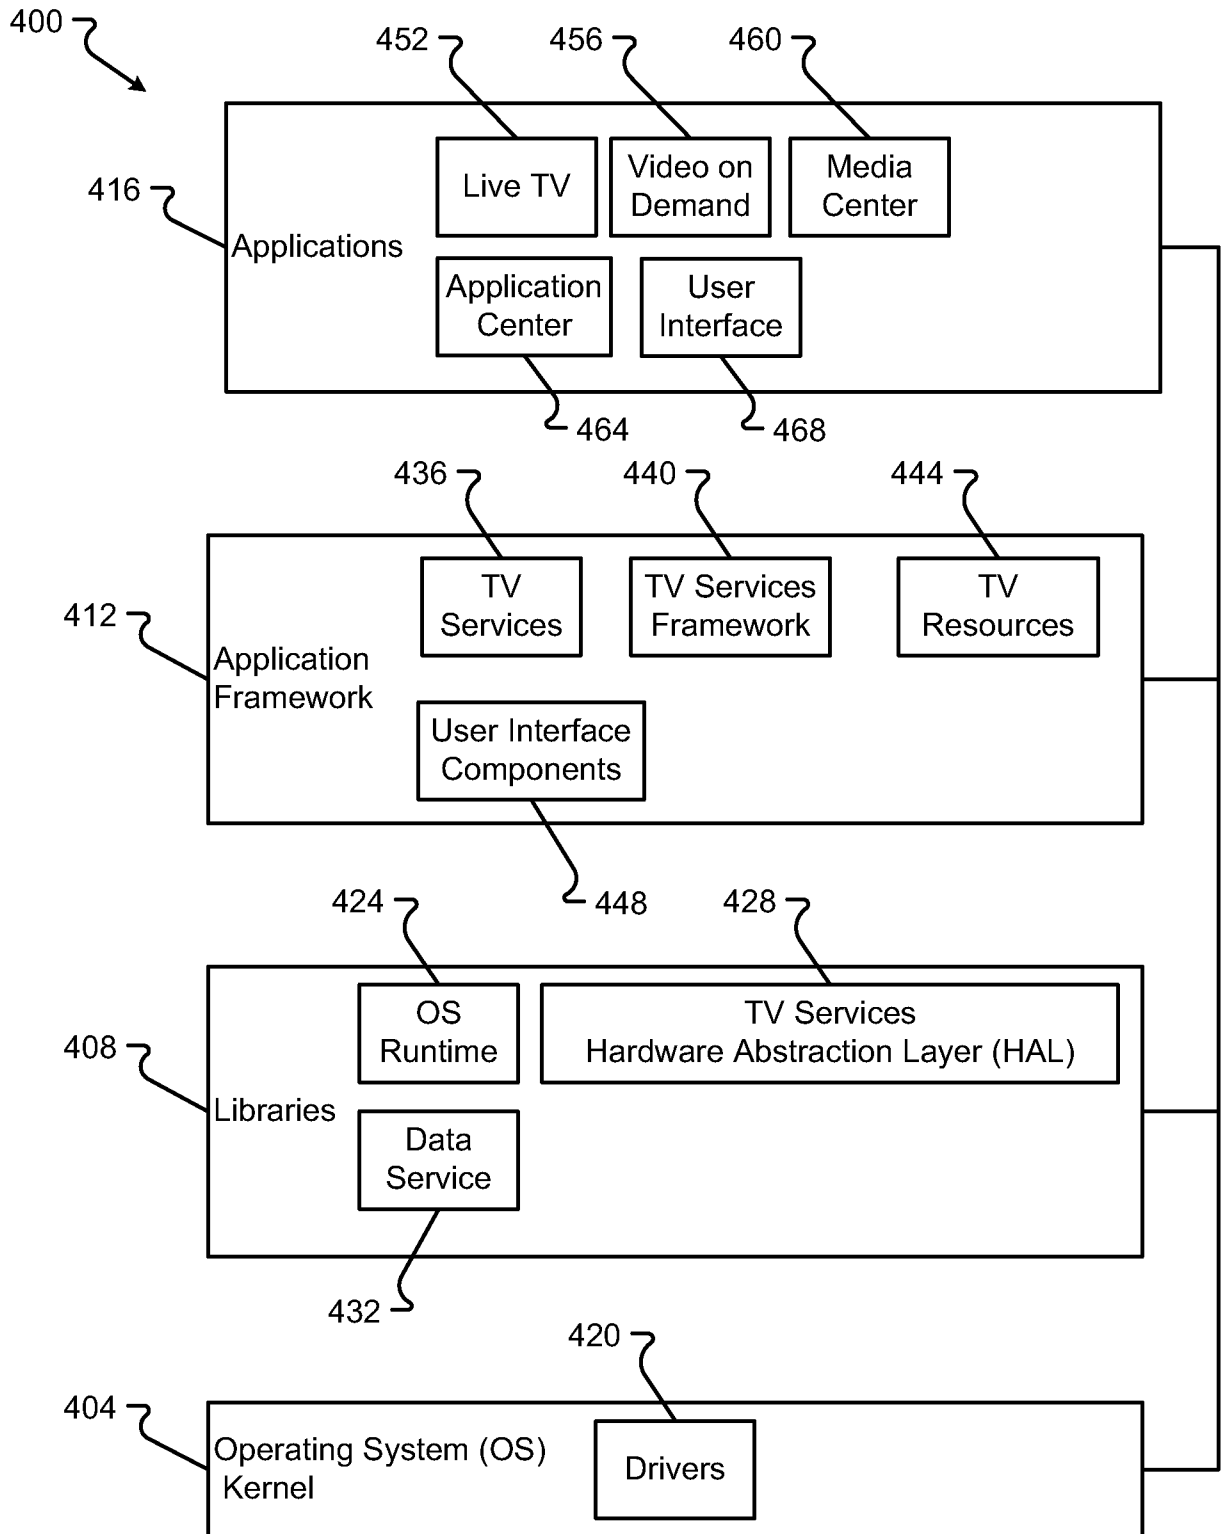 400
452
456
460
416
Applications
Live TV
Video on
Demand
Media
Center
Application
Center
User
Interface
464
468
436
440
444
412
Application
Framework
TV
Services
TV Services
Framework
TV
Resources
User Interface
Components
448
424
428
408
Libraries
OS
Runtime
TV Services
Hardware Abstraction Layer (HAL)
Data
Service
432
420
404
Operating System (OS)
Kernel
Drivers